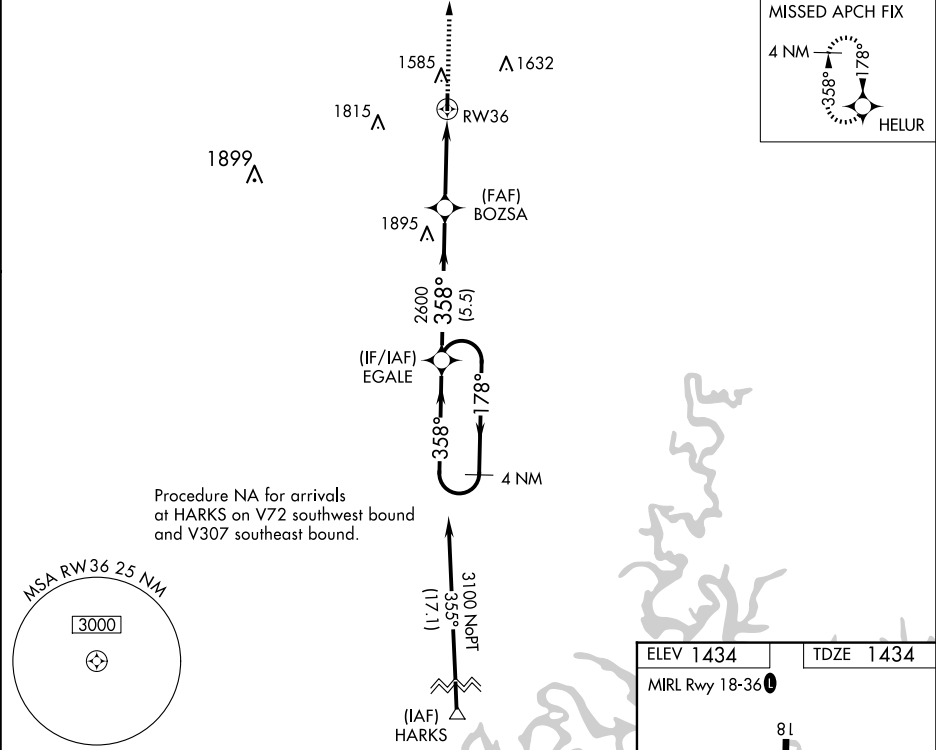 MISSED APCH FIX
4 NM
358°
178°
HELUR
1585
1632
1815
RW36
1899
(FAF)
BOZSA
1895
2600
358°
(5.5)
(IF/IAF)
EGALE
178°
358°
4 NM
Procedure NA for arrivals
at HARKS on V72 southwest bound
and V307 southeast bound.
MSA RW36 25 NM
3000
3100 NoPT
355°
(17.1)
(IAF)
HARKS
ELEV 1434
TDZE 1434
MIRL Rwy 18-36 L
18